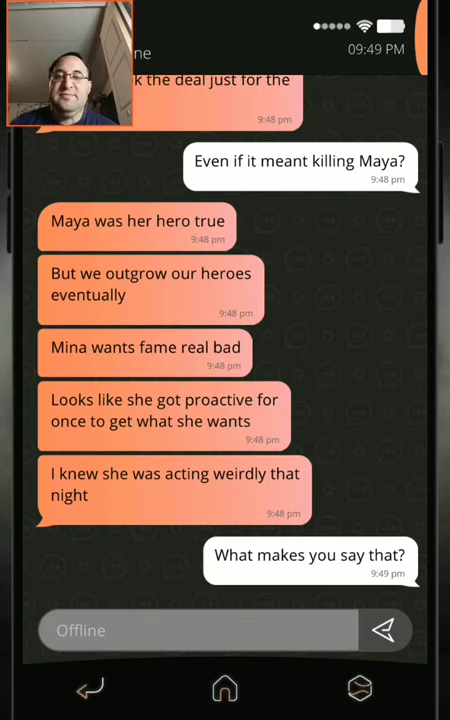 ne
09:49 PM
k the deal just for the
9:48 pm
Even if it meant killing Maya?
9:48 pm
Maya was her hero true
9:48 pm
But we outgrow our heroes
eventually
9:48 pm
Mina wants fame real bad
9:48 pm
Looks like she got proactive for
once to get what she wants
9:48 pm
I knew she was acting weirdly that
night
9:48 pm
What makes you say that?
9:49 pm
Offline